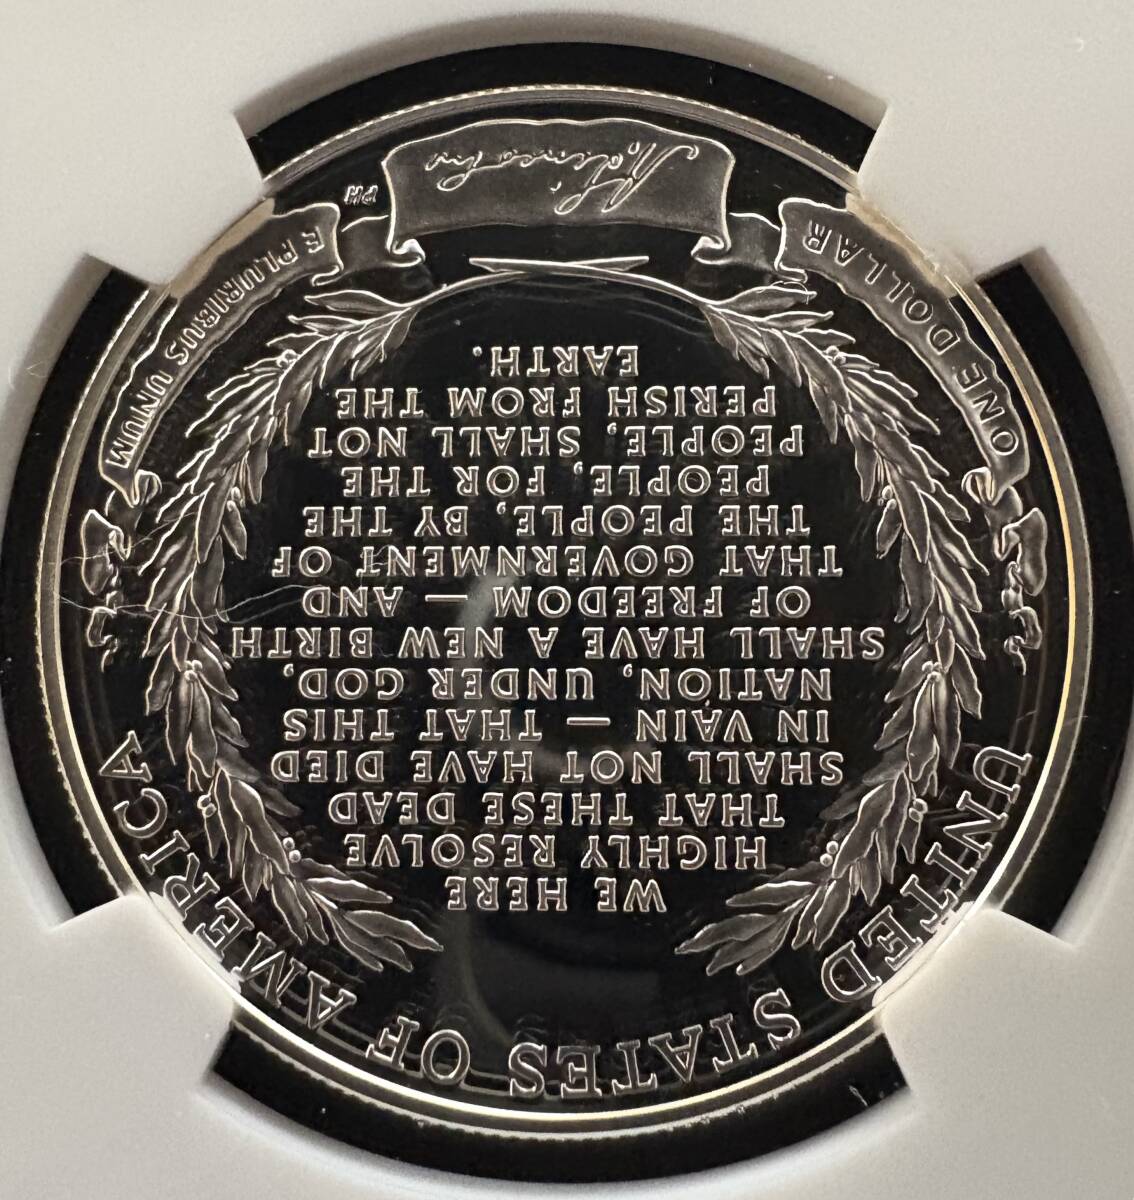 UNITED STATES OF AMERICA
WE HERE
HIGHLY RESOLVE
THAT THESE DEAD
SHALL NOT HAVE DIED
IN VAIN — THAT THIS
NATION, UNDER GOD,
SHALL HAVE A NEW BIRTH
OF FREEDOM — AND
THAT GOVERNMENT OF
THE PEOPLE, BY THE
PEOPLE, FOR THE
PEOPLE, SHALL NOT
PERISH FROM THE
EARTH.
ONE DOLLAR
A. Lincoln
E PLURIBUS UNUM
PH